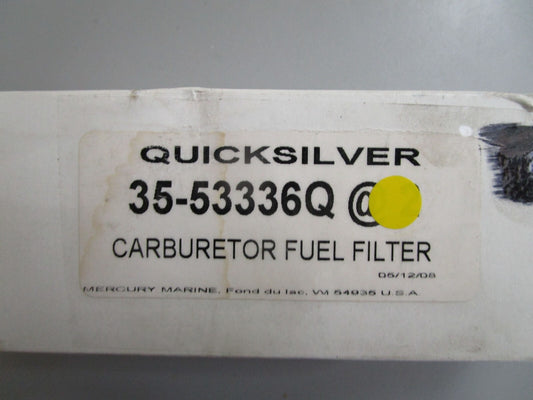 QUICKSILVER
35-53336Q @
CARBURETOR FUEL FILTER
05/12/08
MERCURY MARINE, Fond du lac, WI 54935 U.S.A